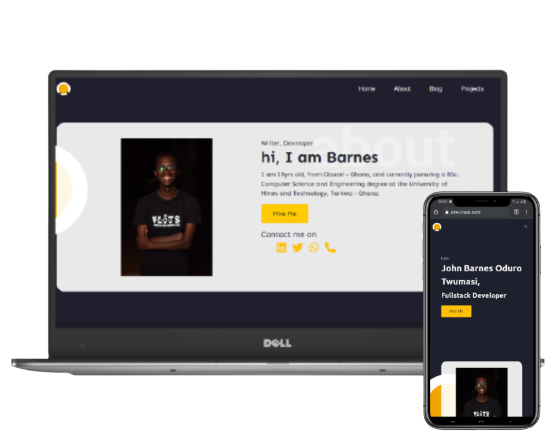 Home About Blog Projects
about
Writer, Developer
hi, I am Barnes
I am 19yrs old, from Obuasi - Ghana, and currently pursuing a BSc.
Computer Science and Engineering degree at the University of
Mines and Technology, Tarkwa - Ghana.
Hire Me
Contact me on
DELL
John Barnes Oduro
Twumasi,
Fullstack Developer
Hire Me